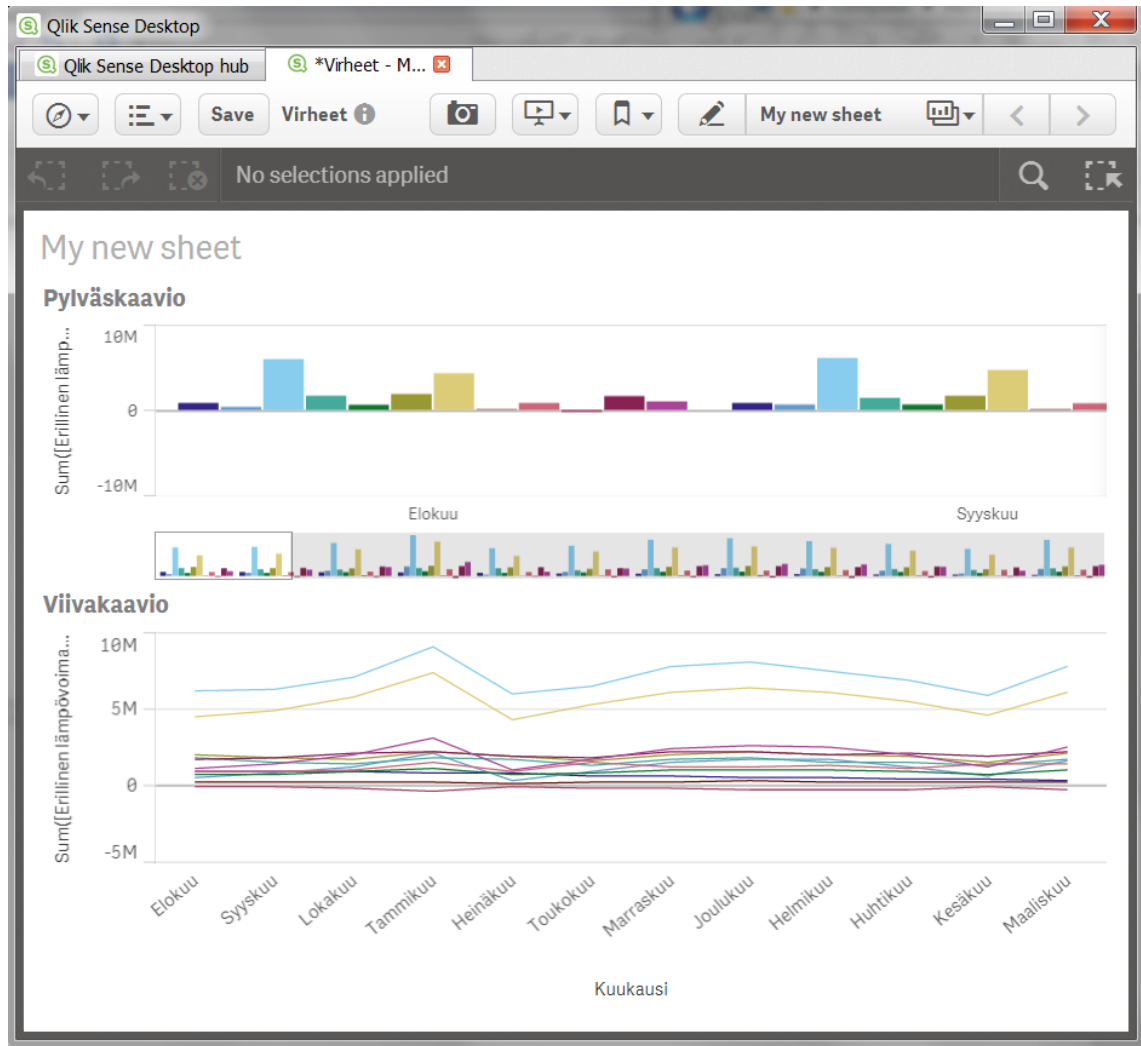 Qlik Sense Desktop
Qlik Sense Desktop hub
*Virheet - M...
Save
Virheet
My new sheet
No selections applied
My new sheet
Pylväskaavio
Sum([Erillinen lämp...
10M
0
-10M
Elokuu
Syyskuu
Viivakaavio
Sum([Erillinen lämpövoima...
10M
5M
0
-5M
Elokuu
Syyskuu
Lokakuu
Tammikuu
Heinäkuu
Toukokuu
Marraskuu
Joulukuu
Helmikuu
Huhtikuu
Kesäkuu
Maaliskuu
Kuukausi